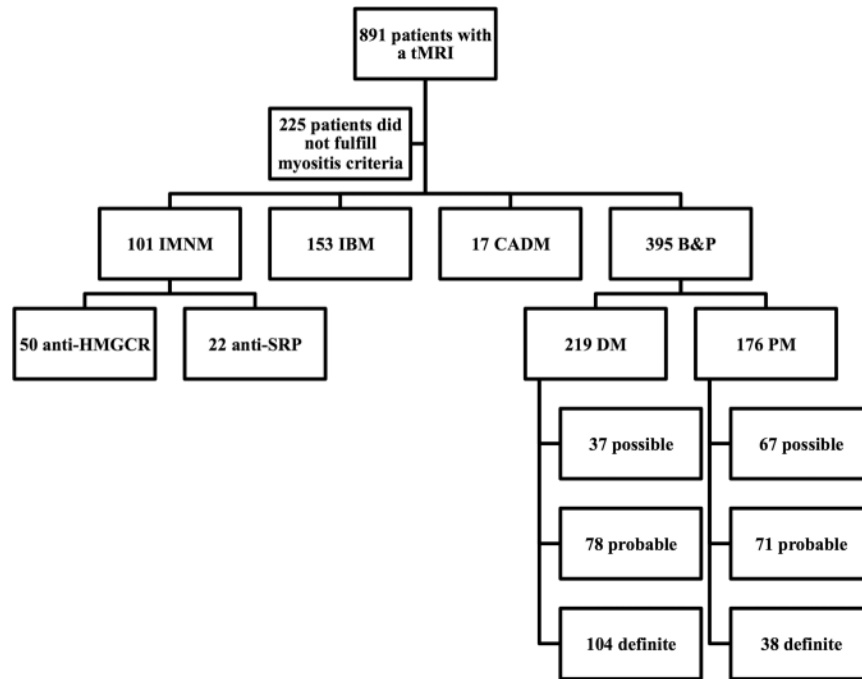 891 patients with
a tMRI
225 patients did
not fulfill
myositis criteria
101 IMNM
153 IBM
17 CADM
395 B&P
50 anti-HMGCR
22 anti-SRP
219 DM
176 PM
37 possible
67 possible
78 probable
71 probable
104 definite
38 definite